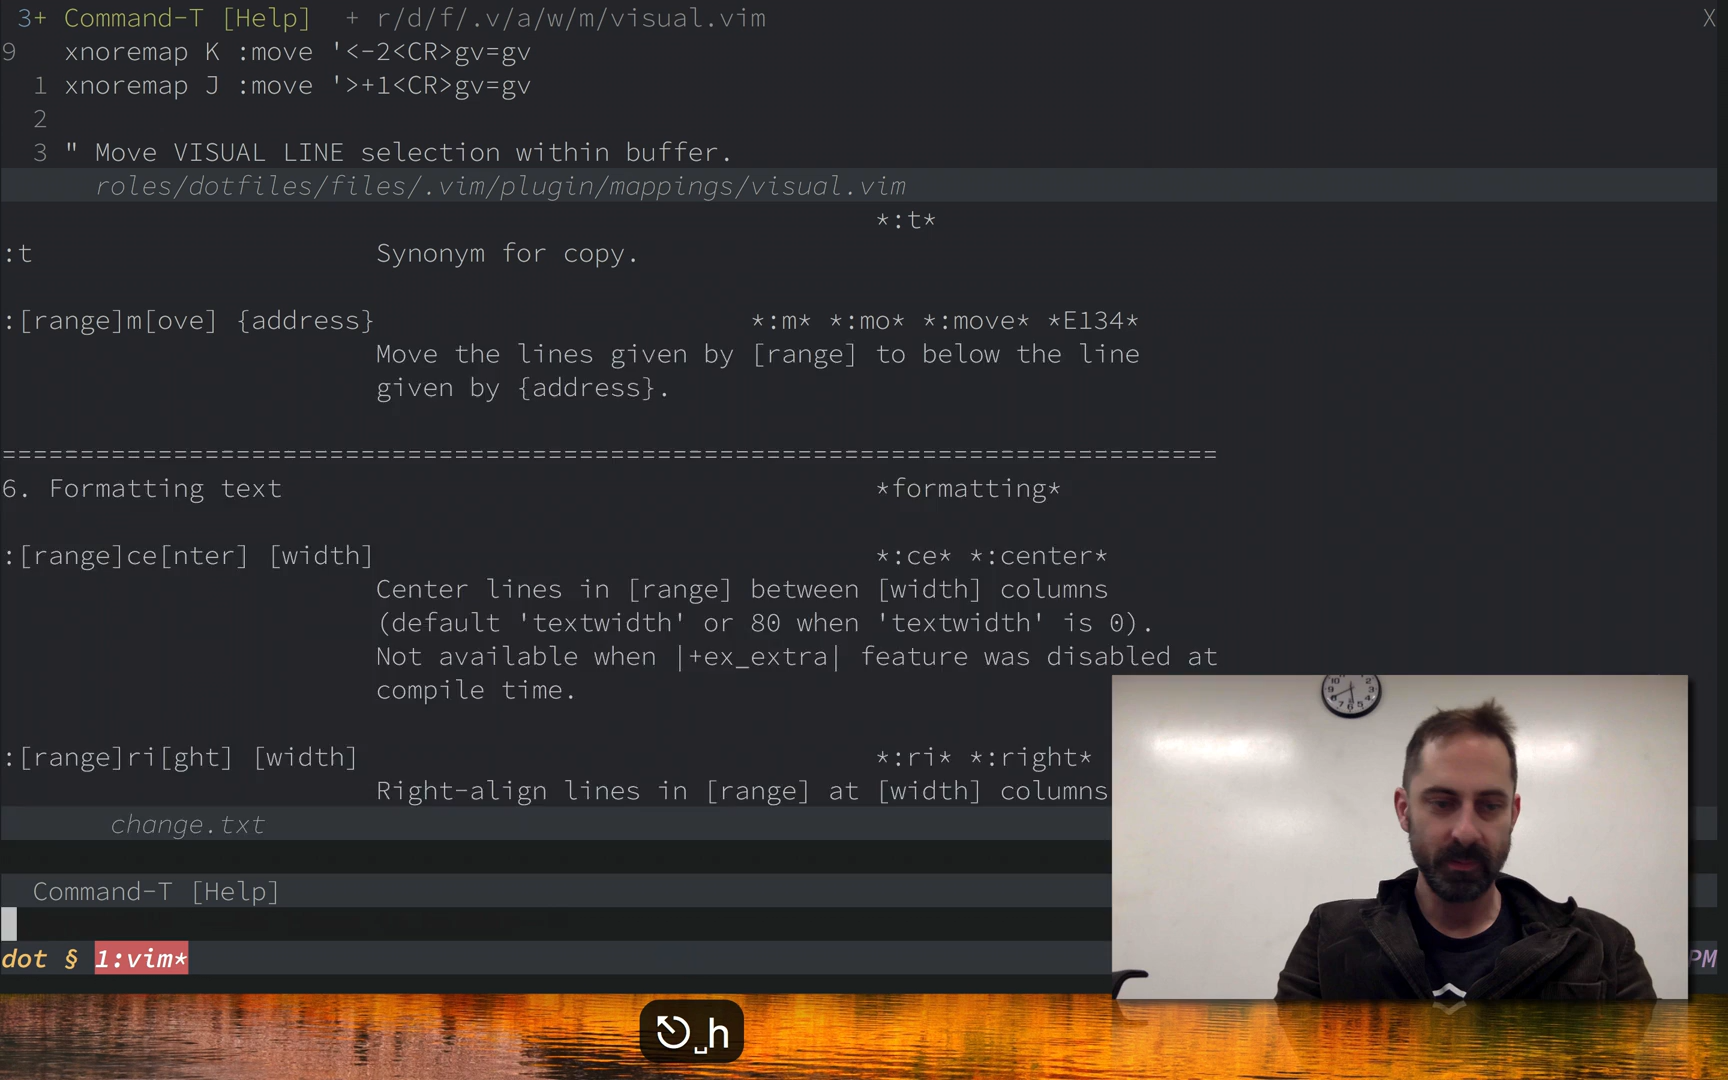 3+ Command-T [Help] + r/d/f/.v/a/w/m/visual.vim X
9 xnoremap K :move '<-2<CR>gv=gv
1 xnoremap J :move '>+1<CR>gv=gv
2
3 " Move VISUAL LINE selection within buffer.
roles/dotfiles/files/.vim/plugin/mappings/visual.vim
*:t*
:t Synonym for copy.
:[range]m[ove] {address} *:m* *:mo* *:move* *E134*
Move the lines given by [range] to below the line
given by {address}.
==============================================================================
6. Formatting text *formatting*
:[range]ce[nter] [width] *:ce* *:center*
Center lines in [range] between [width] columns
(default 'textwidth' or 80 when 'textwidth' is 0).
Not available when |+ex_extra| feature was disabled at
compile time.
:[range]ri[ght] [width] *:ri* *:right*
Right-align lines in [range] at [width] columns
change.txt
Command-T [Help]
dot § 1:vim* PM
h